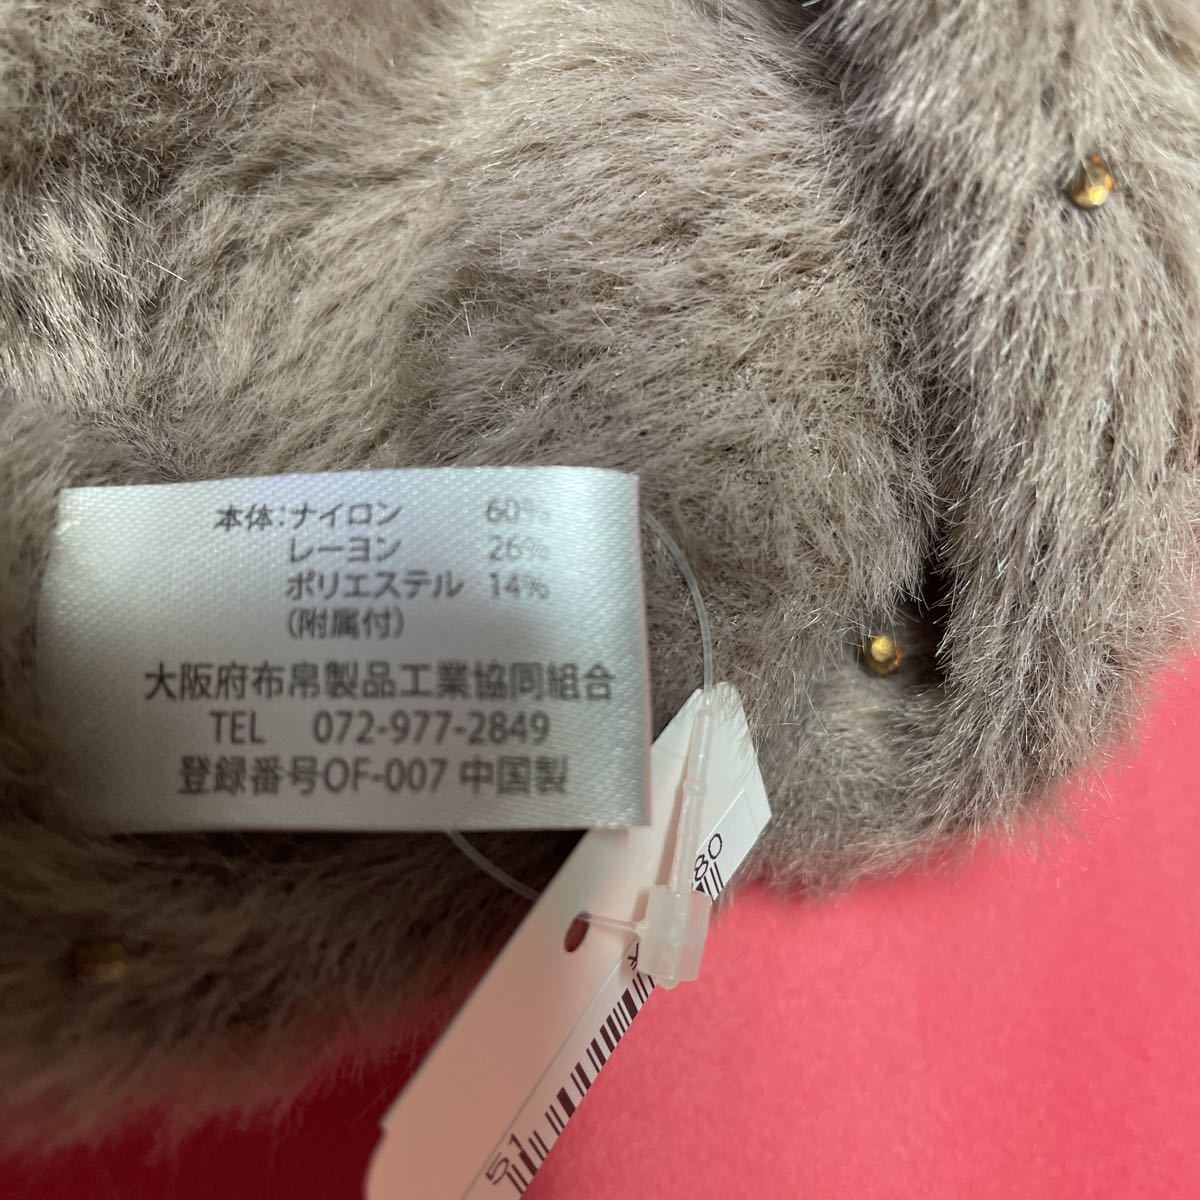 本体:ナイロン 60%
レーヨン 26%
ポリエステル 14%
(附属付)
大阪府布帛製品工業協同組合
TEL 072-977-2849
登録番号OF-007 中国製
80
51